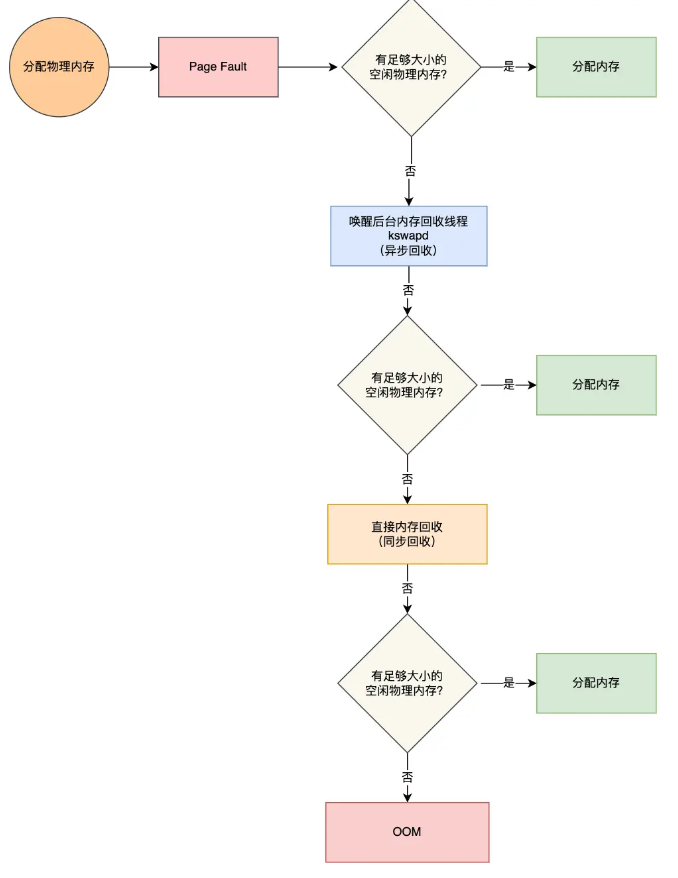 分配物理内存
Page Fault
有足够大小的
空闲物理内存?
是
分配内存
否
唤醒后台内存回收线程
kswapd
（异步回收）
否
有足够大小的
空闲物理内存?
是
分配内存
否
直接内存回收
（同步回收）
否
有足够大小的
空闲物理内存?
是
分配内存
否
OOM